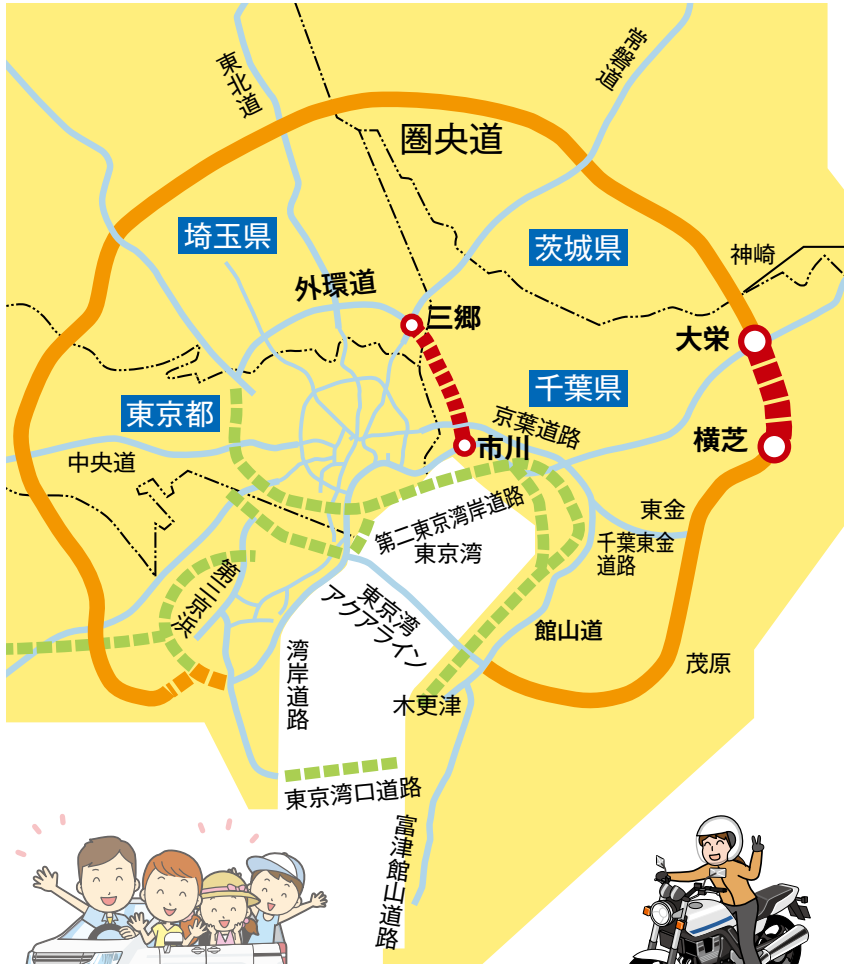 東北道
常磐道
圏央道
埼玉県
茨城県
神崎
外環道
三郷
大栄
千葉県
東京都
京葉道路
市川
横芝
中央道
第二東京湾岸道路
東京湾
東金
千葉東金
道路
第三京浜
東京湾
アクアライン
館山道
湾岸道路
茂原
木更津
東京湾口道路
富津館山道路